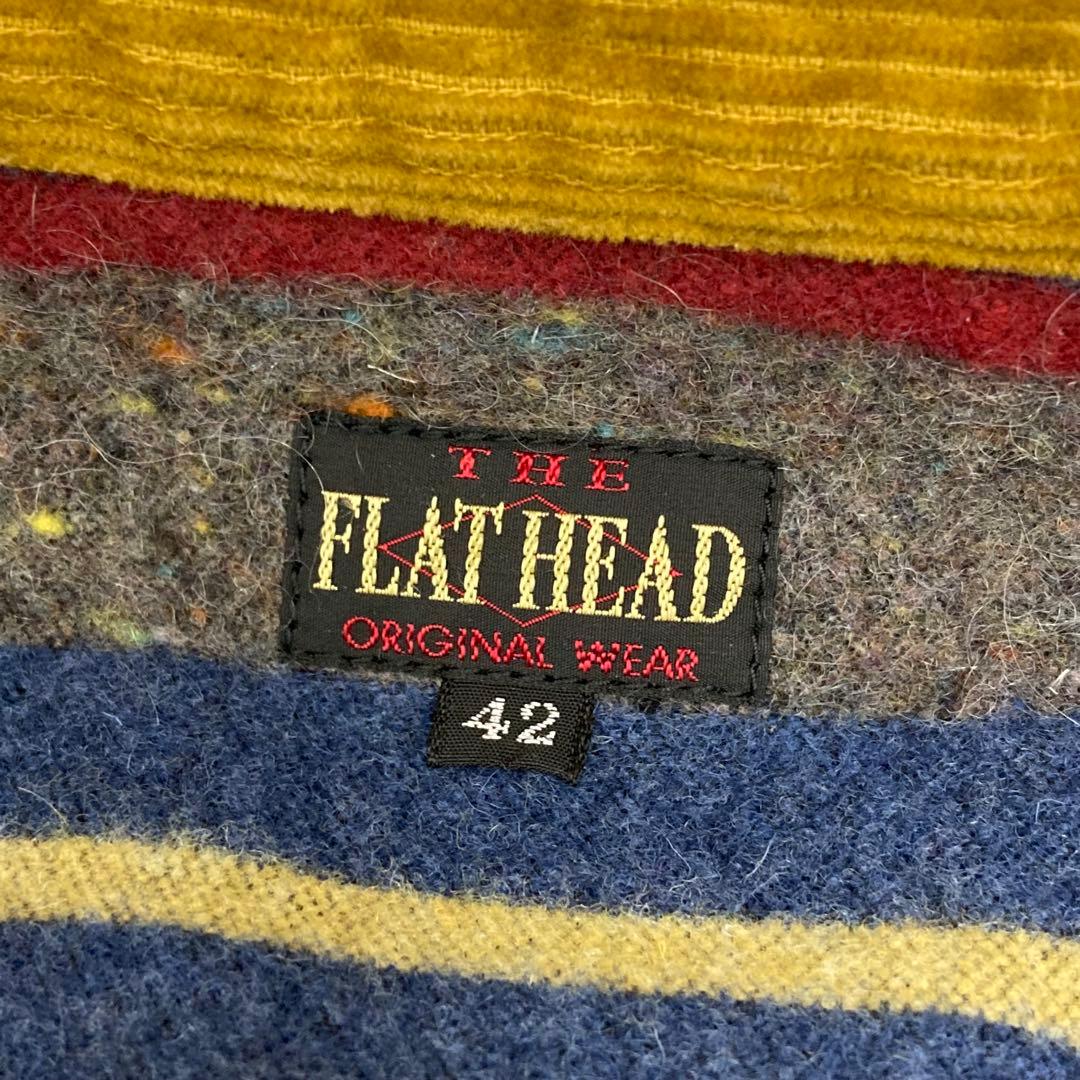 THE
FLAT HEAD
ORIGINAL WEAR
42